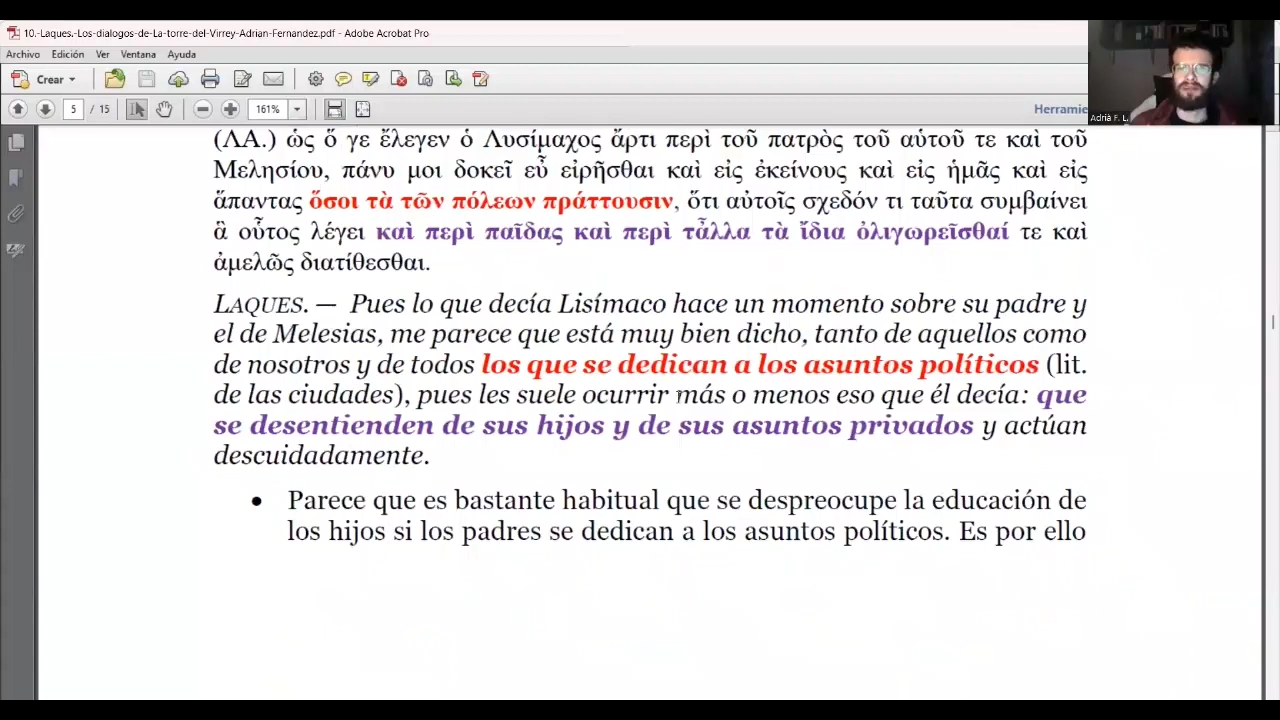 10.-Laques.-Los-dialogos-de-La-torre-del-Virrey-Adrian-Fernandez.pdf - Adobe Acrobat Pro
Archivo Edición Ver Ventana Ayuda
Crear
5 / 15 161% Herramie
Adrià F. L.
(ΛΑ.) ὡς ὅ γε ἔλεγεν ὁ Λυσίμαχος ἄρτι περὶ τοῦ πατρὸς τοῦ αὑτοῦ τε καὶ τοῦ
Μελησίου, πάνυ μοι δοκεῖ εὖ εἰρῆσθαι καὶ εἰς ἐκείνους καὶ εἰς ἡμᾶς καὶ εἰς
ἅπαντας ὅσοι τὰ τῶν πόλεων πράττουσιν, ὅτι αὐτοῖς σχεδόν τι ταῦτα συμβαίνει
ἃ οὗτος λέγει καὶ περὶ παῖδας καὶ περὶ τἆλλα τὰ ἴδια ὀλιγωρεῖσθαί τε καὶ
ἀμελῶς διατίθεσθαι.
LAQUES. — Pues lo que decía Lisímaco hace un momento sobre su padre y
el de Melesias, me parece que está muy bien dicho, tanto de aquellos como
de nosotros y de todos los que se dedican a los asuntos políticos (lit.
de las ciudades), pues les suele ocurrir más o menos eso que él decía: que
se desentienden de sus hijos y de sus asuntos privados y actúan
descuidadamente.
• Parece que es bastante habitual que se despreocupe la educación de
los hijos si los padres se dedican a los asuntos políticos. Es por ello